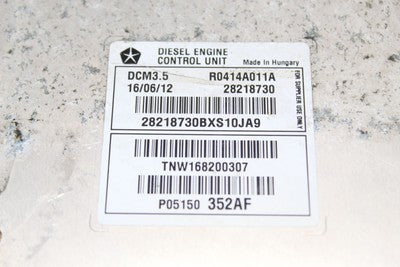 DIESEL ENGINE
CONTROL UNIT
Made In Hungary
DCM3.5 R0414A011A
16/06/12 28218730
FOR SUPPLIER USE ONLY
28218730BXS10JA9
TNW168200307
P05150 352AF